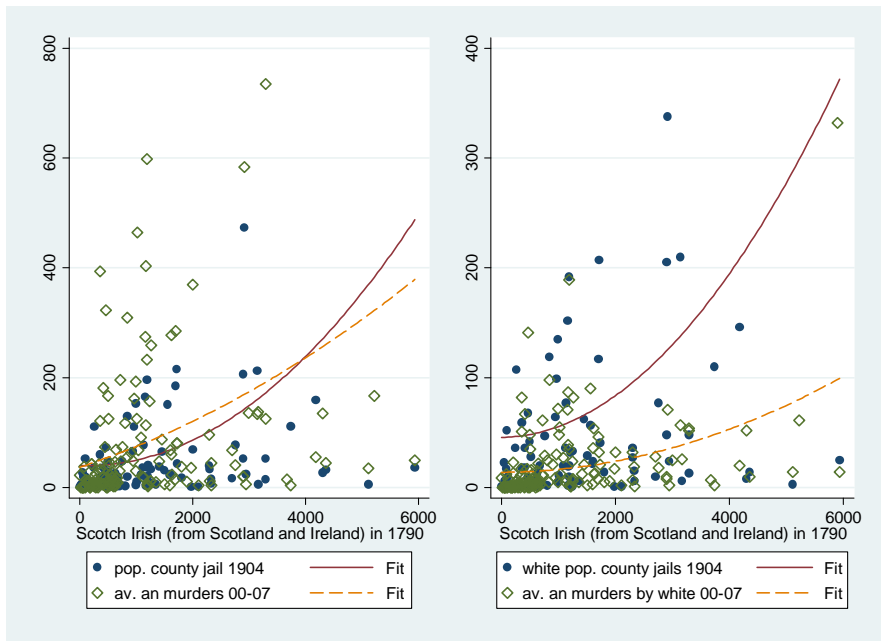 800
600
400
200
0
0 2000 4000 6000
Scotch Irish (from Scotland and Ireland) in 1790
pop. county jail 1904 Fit
av. an murders 00-07 Fit
400
300
200
100
0
0 2000 4000 6000
Scotch Irish (from Scotland and Ireland) in 1790
white pop. county jails 1904 Fit
av. an murders by white 00-07 Fit